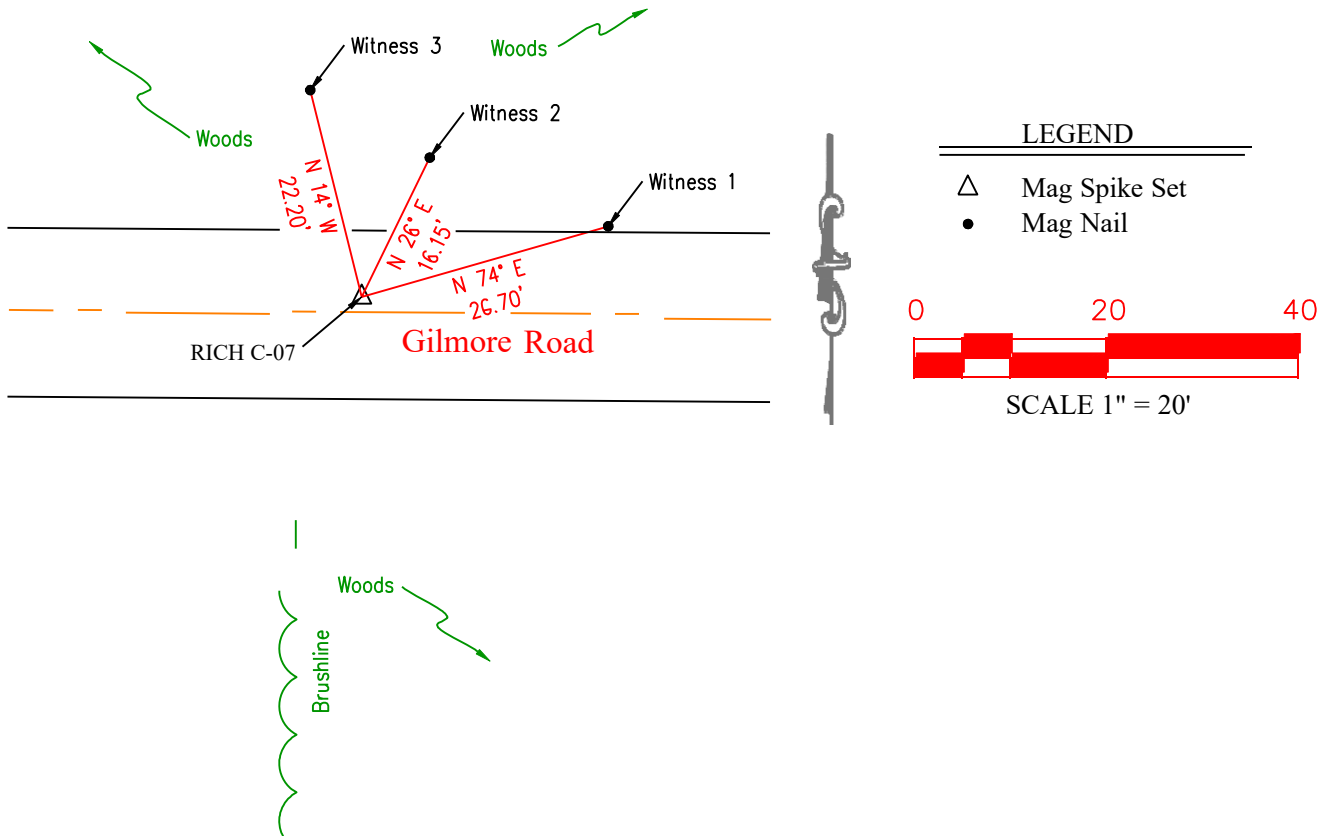 Witness 3
Woods
Witness 2
Woods
LEGEND
Witness 1
Mag Spike Set
Mag Nail
N 14° W
22.20'
N 26° E
16.15'
N 74° E
26.70'
0 20 40
Gilmore Road
RICH C-07
SCALE 1" = 20'
Woods
Brushline